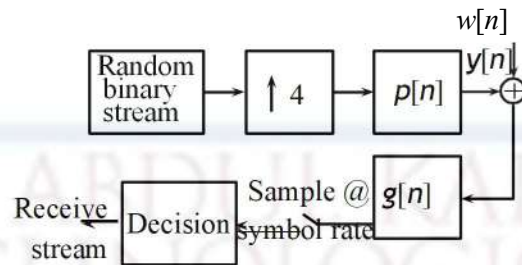 w[n]
Random
binary
stream
↑ 4
p[n]
y[n]
+
Receive
stream
Decision
Sample @
symbol rate
g[n]